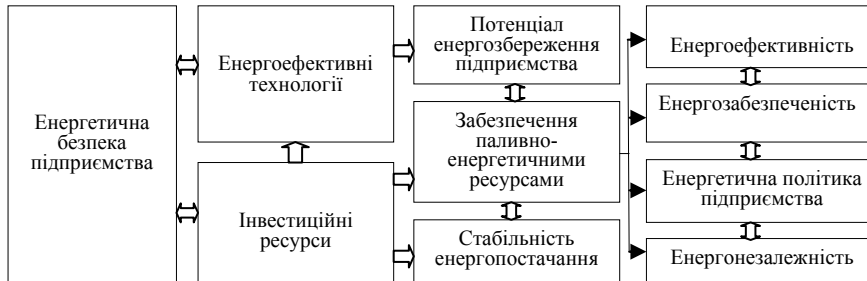 Енергетична
безпека
підприємства
Енергоефективні
технології
Інвестиційні
ресурси
Потенціал
енергозбереження
підприємства
Забезпечення
паливно-
енергетичними
ресурсами
Стабільність
енергопостачання
Енергоефективність
Енергозабезпеченість
Енергетична політика
підприємства
Енергонезалежність